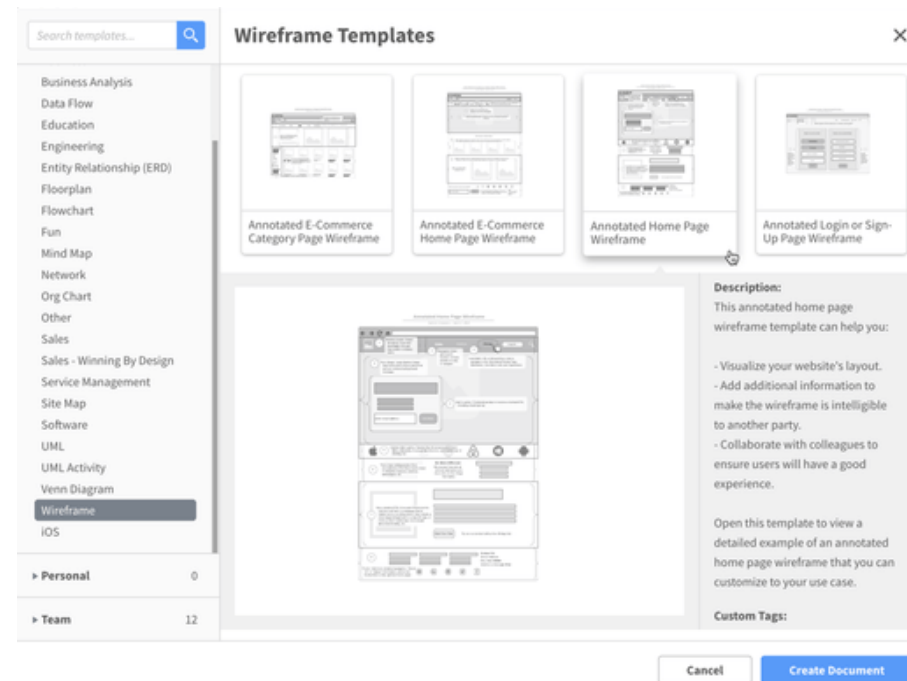 Search templates...
Wireframe Templates
Business Analysis
Data Flow
Education
Engineering
Entity Relationship (ERD)
Floorplan
Flowchart
Fun
Mind Map
Network
Org Chart
Other
Sales
Sales - Winning By Design
Service Management
Site Map
Software
UML
UML Activity
Venn Diagram
Wireframe
iOS
Personal 0
Team 12
Annotated E-Commerce
Category Page Wireframe
Annotated E-Commerce
Home Page Wireframe
Annotated Home Page
Wireframe
Annotated Login or Sign-
Up Page Wireframe
Annotated Home Page Wireframe
Description:
This annotated home page
wireframe template can help you:
- Visualize your website's layout.
- Add additional information to
make the wireframe is intelligible
to another party.
- Collaborate with colleagues to
ensure users will have a good
experience.
Open this template to view a
detailed example of an annotated
home page wireframe that you can
customize to your use case.
Custom Tags:
Cancel
Create Document